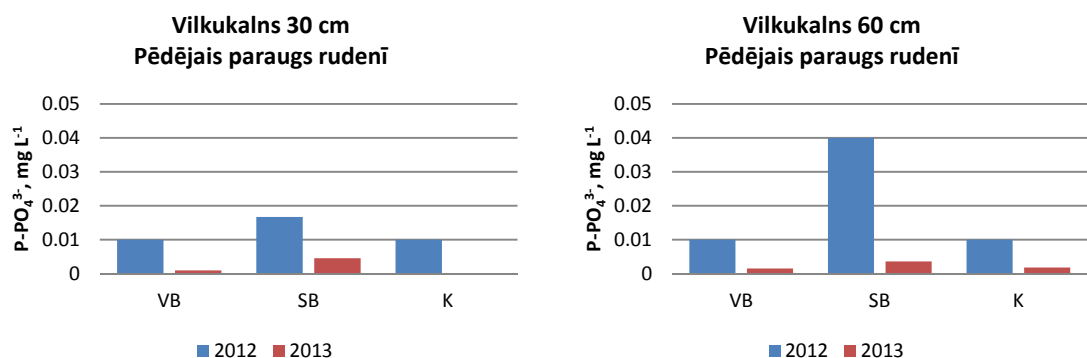 Vilkukalns 30 cm
Pēdējais paraugs rudenī
P-PO₄³⁻, mg L⁻¹
0.05
0.04
0.03
0.02
0.01
0
VB SB K
2012 2013
Vilkukalns 60 cm
Pēdējais paraugs rudenī
P-PO₄³⁻, mg L⁻¹
0.05
0.04
0.03
0.02
0.01
0
VB SB K
2012 2013